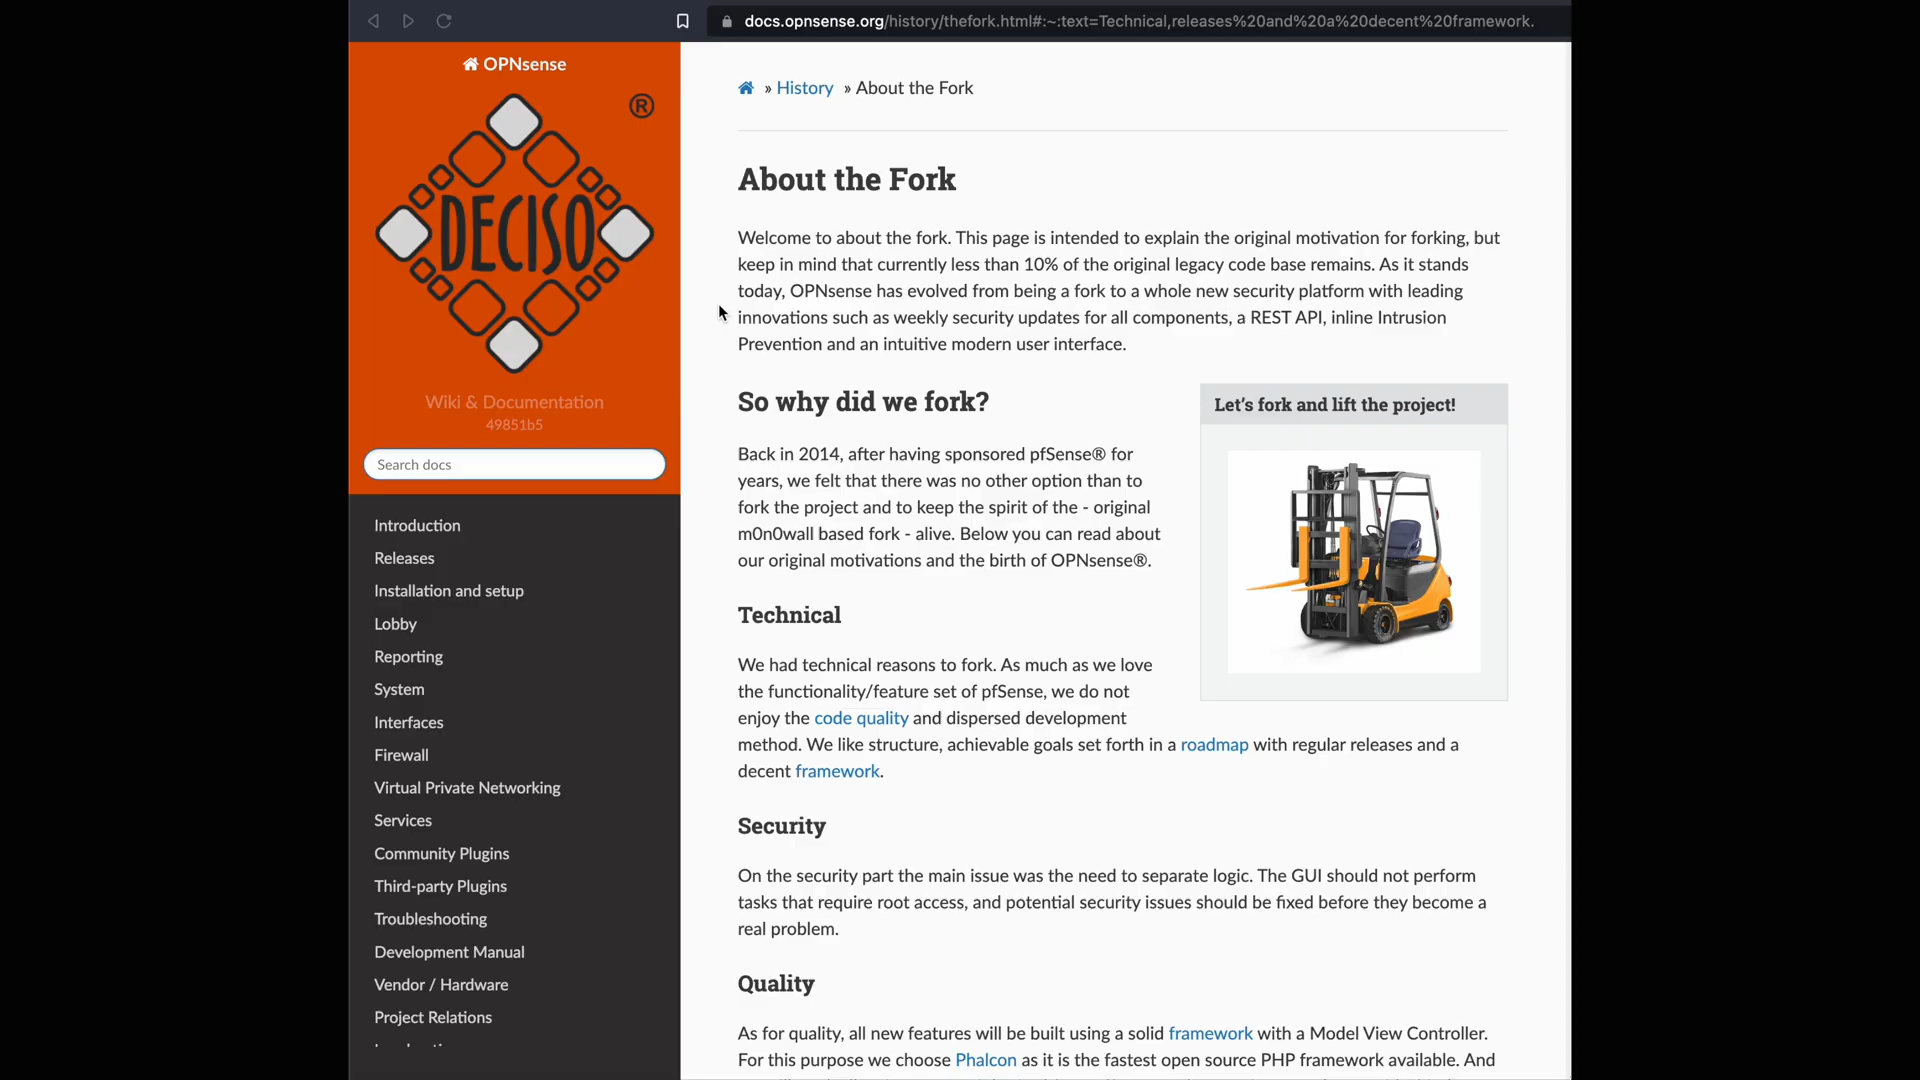 docs.opnsense.org/history/thefork.html#:~:text=Technical,releases%20and%20a%20decent%20framework.
OPNsense
®
DECISO
Wiki & Documentation
49851b5
Search docs
Introduction
Releases
Installation and setup
Lobby
Reporting
System
Interfaces
Firewall
Virtual Private Networking
Services
Community Plugins
Third-party Plugins
Troubleshooting
Development Manual
Vendor / Hardware
Project Relations
» History » About the Fork
About the Fork
Welcome to about the fork. This page is intended to explain the original motivation for forking, but
keep in mind that currently less than 10% of the original legacy code base remains. As it stands
today, OPNsense has evolved from being a fork to a whole new security platform with leading
innovations such as weekly security updates for all components, a REST API, inline Intrusion
Prevention and an intuitive modern user interface.
So why did we fork?
Let's fork and lift the project!
Back in 2014, after having sponsored pfSense® for
years, we felt that there was no other option than to
fork the project and to keep the spirit of the - original
m0n0wall based fork - alive. Below you can read about
our original motivations and the birth of OPNsense®.
Technical
We had technical reasons to fork. As much as we love
the functionality/feature set of pfSense, we do not
enjoy the code quality and dispersed development
method. We like structure, achievable goals set forth in a roadmap with regular releases and a
decent framework.
Security
On the security part the main issue was the need to separate logic. The GUI should not perform
tasks that require root access, and potential security issues should be fixed before they become a
real problem.
Quality
As for quality, all new features will be built using a solid framework with a Model View Controller.
For this purpose we choose Phalcon as it is the fastest open source PHP framework available. And